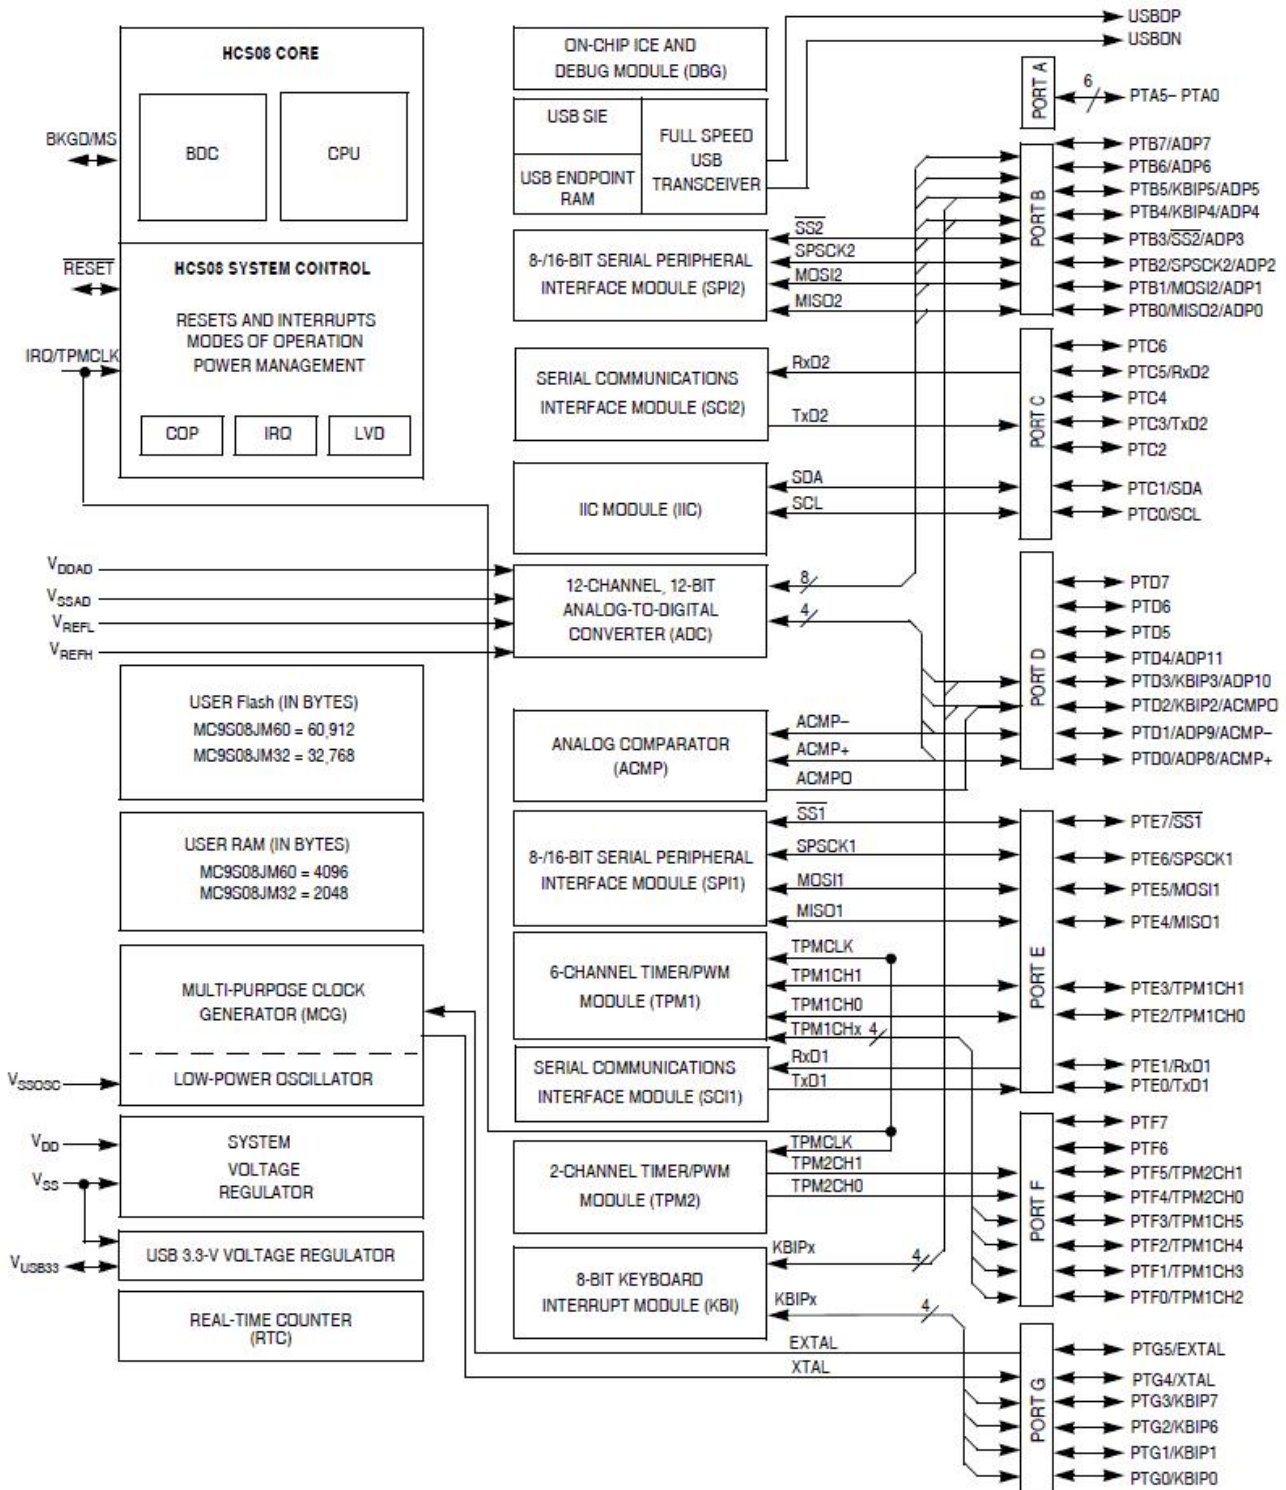 HCS08 CORE
BDC
CPU
BKGD/MS
RESET
HCS08 SYSTEM CONTROL
RESETS AND INTERRUPTS
MODES OF OPERATION
POWER MANAGEMENT
IRQ/TPMCLK
COP
IRQ
LVD
VDDAD
VSSAD
VREFL
VREFH
USER Flash (IN BYTES)
MC9S08JM60 = 60,912
MC9S08JM32 = 32,768
USER RAM (IN BYTES)
MC9S08JM60 = 4096
MC9S08JM32 = 2048
MULTI-PURPOSE CLOCK
GENERATOR (MCG)
LOW-POWER OSCILLATOR
VSSOSC
VDD
VSS
SYSTEM
VOLTAGE
REGULATOR
VUSB33
USB 3.3-V VOLTAGE REGULATOR
REAL-TIME COUNTER
(RTC)
ON-CHIP ICE AND
DEBUG MODULE (DBG)
USB SIE
USB ENDPOINT
RAM
FULL SPEED
USB
TRANSCEIVER
8-/16-BIT SERIAL PERIPHERAL
INTERFACE MODULE (SPI2)
SS2
SPSCK2
MOSI2
MISO2
SERIAL COMMUNICATIONS
INTERFACE MODULE (SCI2)
RxD2
TxD2
IIC MODULE (IIC)
SDA
SCL
12-CHANNEL, 12-BIT
ANALOG-TO-DIGITAL
CONVERTER (ADC)
8
4
ANALOG COMPARATOR
(ACMP)
ACMP–
ACMP+
ACMPO
8-/16-BIT SERIAL PERIPHERAL
INTERFACE MODULE (SPI1)
SS1
SPSCK1
MOSI1
MISO1
6-CHANNEL TIMER/PWM
MODULE (TPM1)
TPMCLK
TPM1CH1
TPM1CH0
TPM1CHx 4
SERIAL COMMUNICATIONS
INTERFACE MODULE (SCI1)
RxD1
TxD1
2-CHANNEL TIMER/PWM
MODULE (TPM2)
TPMCLK
TPM2CH1
TPM2CH0
8-BIT KEYBOARD
INTERRUPT MODULE (KBI)
KBIPx 4
KBIPx 4
EXTAL
XTAL
USBDP
USBDN
PORT A
6
PTA5– PTA0
PORT B
PTB7/ADP7
PTB6/ADP6
PTB5/KBIP5/ADP5
PTB4/KBIP4/ADP4
PTB3/SS2/ADP3
PTB2/SPSCK2/ADP2
PTB1/MOSI2/ADP1
PTB0/MISO2/ADP0
PORT C
PTC6
PTC5/RxD2
PTC4
PTC3/TxD2
PTC2
PTC1/SDA
PTC0/SCL
PORT D
PTD7
PTD6
PTD5
PTD4/ADP11
PTD3/KBIP3/ADP10
PTD2/KBIP2/ACMPO
PTD1/ADP9/ACMP–
PTD0/ADP8/ACMP+
PORT E
PTE7/SS1
PTE6/SPSCK1
PTE5/MOSI1
PTE4/MISO1
PTE3/TPM1CH1
PTE2/TPM1CH0
PTE1/RxD1
PTE0/TxD1
PORT F
PTF7
PTF6
PTF5/TPM2CH1
PTF4/TPM2CH0
PTF3/TPM1CH5
PTF2/TPM1CH4
PTF1/TPM1CH3
PTF0/TPM1CH2
PORT G
PTG5/EXTAL
PTG4/XTAL
PTG3/KBIP7
PTG2/KBIP6
PTG1/KBIP1
PTG0/KBIP0